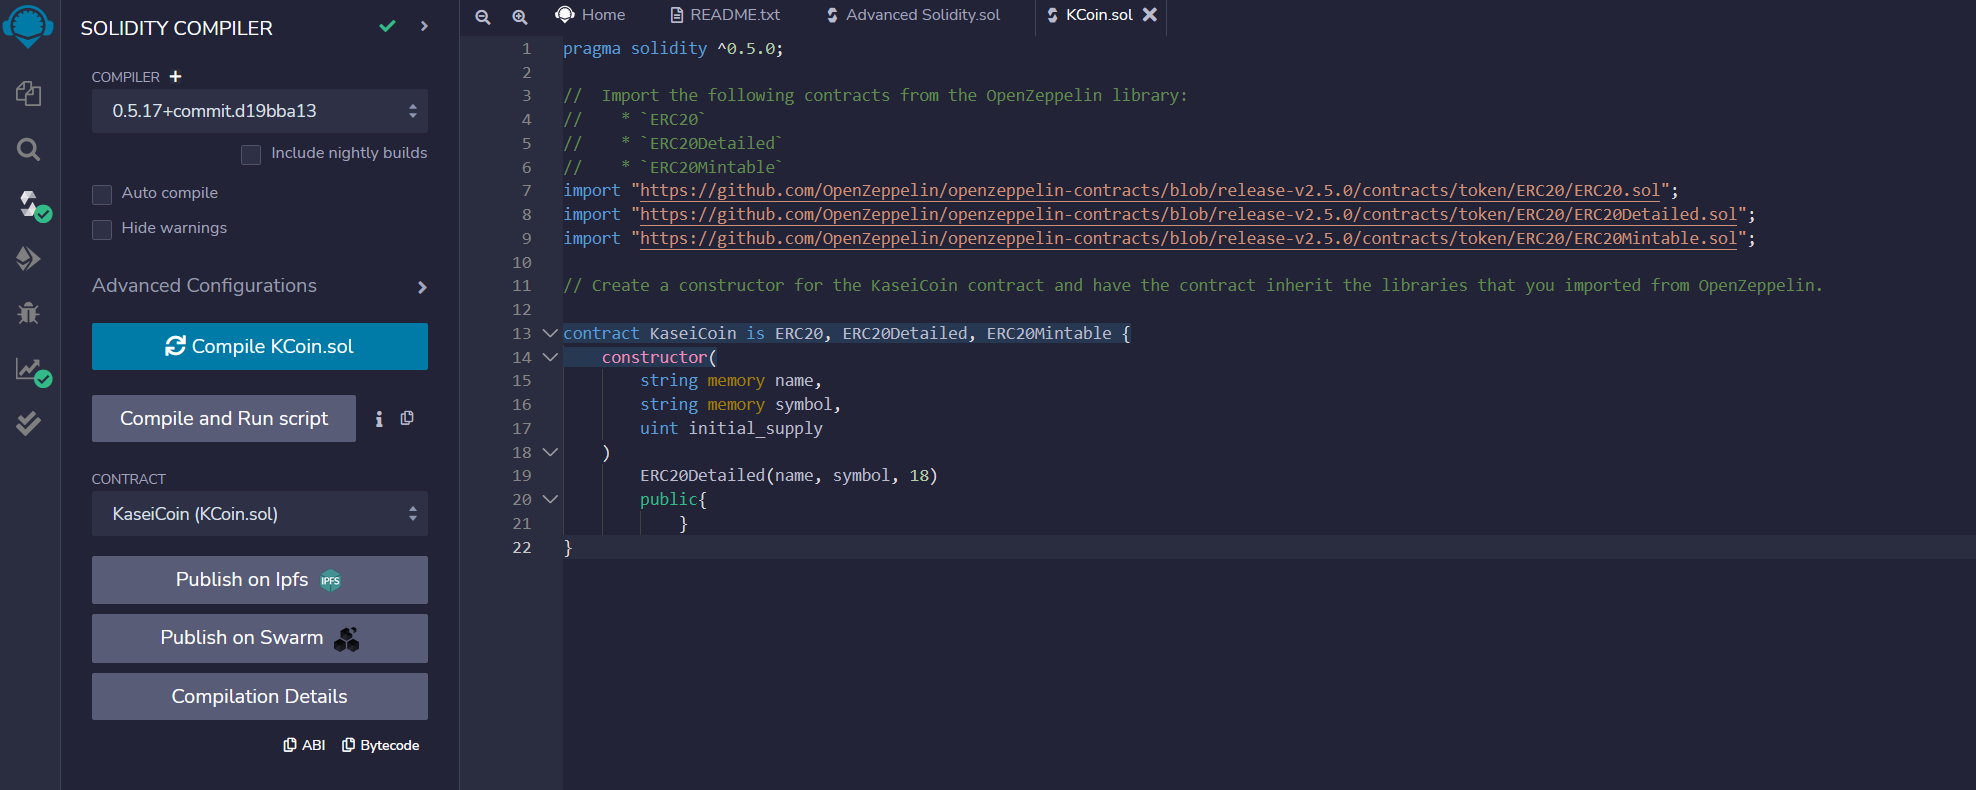 SOLIDITY COMPILER
COMPILER +
0.5.17+commit.d19bba13
Include nightly builds
Auto compile
Hide warnings
Advanced Configurations
Compile KCoin.sol
Compile and Run script
CONTRACT
KaseiCoin (KCoin.sol)
Publish on Ipfs IPFS
Publish on Swarm
Compilation Details
ABI Bytecode
Home README.txt Advanced Solidity.sol KCoin.sol
1 pragma solidity ^0.5.0;
2
3 //  Import the following contracts from the OpenZeppelin library:
4 //    * `ERC20`
5 //    * `ERC20Detailed`
6 //    * `ERC20Mintable`
7 import "https://github.com/OpenZeppelin/openzeppelin-contracts/blob/release-v2.5.0/contracts/token/ERC20/ERC20.sol";
8 import "https://github.com/OpenZeppelin/openzeppelin-contracts/blob/release-v2.5.0/contracts/token/ERC20/ERC20Detailed.sol";
9 import "https://github.com/OpenZeppelin/openzeppelin-contracts/blob/release-v2.5.0/contracts/token/ERC20/ERC20Mintable.sol";
10
11 // Create a constructor for the KaseiCoin contract and have the contract inherit the libraries that you imported from OpenZeppelin.
12
13 contract KaseiCoin is ERC20, ERC20Detailed, ERC20Mintable {
14     constructor(
15         string memory name,
16         string memory symbol,
17         uint initial_supply
18     )
19         ERC20Detailed(name, symbol, 18)
20         public{
21             }
22 }